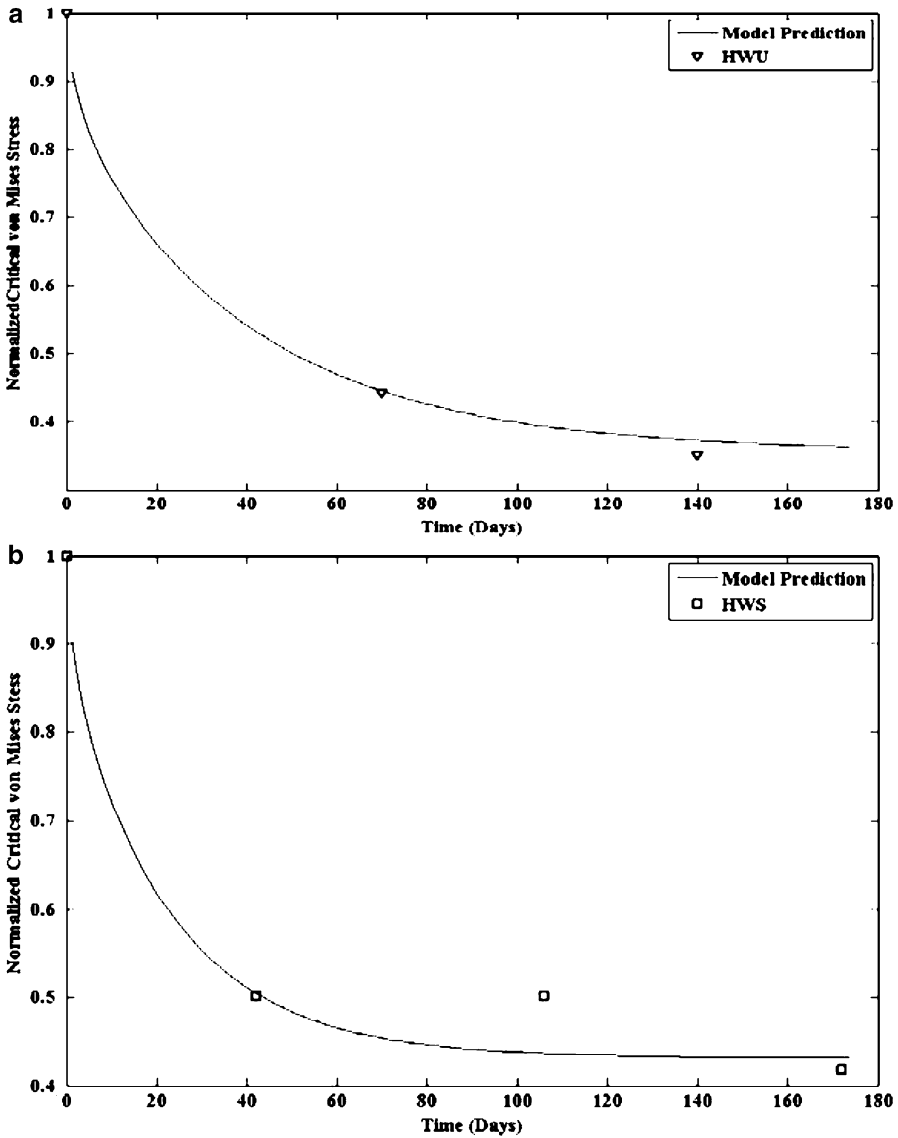 a
1
0.9
0.8
0.7
0.6
0.5
0.4
0 20 40 60 80 100 120 140 160 180
Normalized Critical von Mises Stress
Time (Days)
Model Prediction
HWU
b
1
0.9
0.8
0.7
0.6
0.5
0.4
0 20 40 60 80 100 120 140 160 180
Normalized Critical von Mises Stess
Time (Days)
Model Prediction
HWS